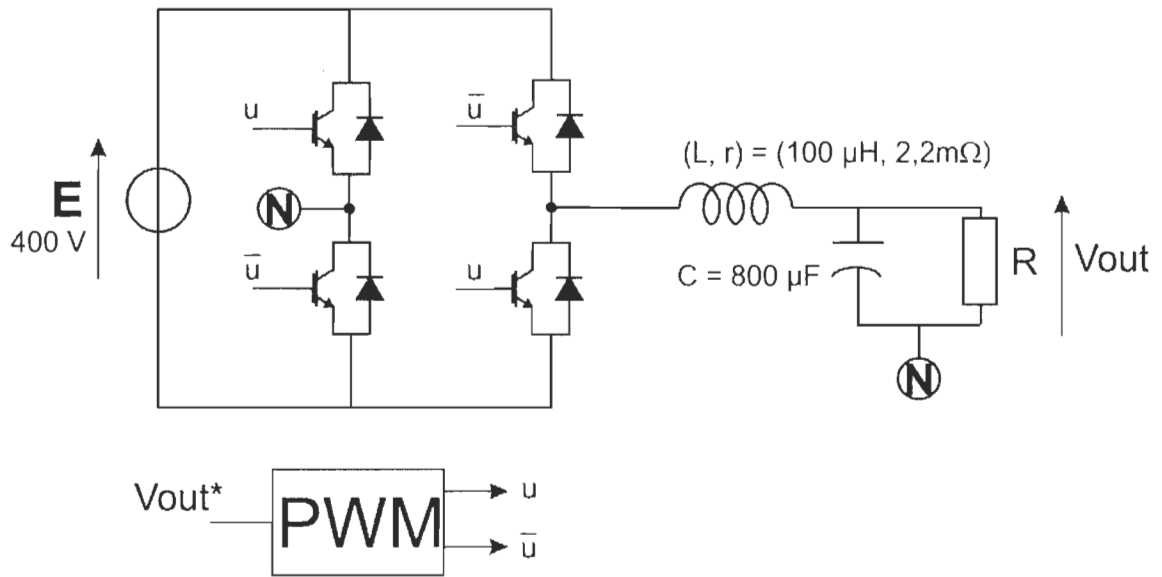 u
u̅
(L, r) = (100 µH, 2,2mΩ)
E
400 V
N
u̅
u
C = 800 µF
R
Vout
N
Vout*
PWM
u
u̅